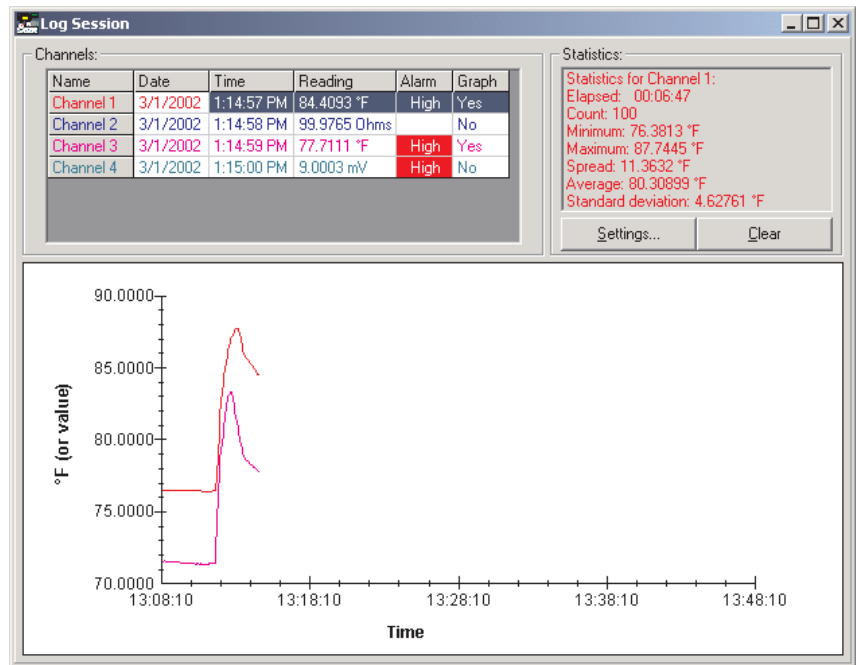 Log Session
Channels:
Name Date Time Reading Alarm Graph
Channel 1 3/1/2002 1:14:57 PM 84.4093 °F High Yes
Channel 2 3/1/2002 1:14:58 PM 99.9765 Ohms No
Channel 3 3/1/2002 1:14:59 PM 77.7111 °F High Yes
Channel 4 3/1/2002 1:15:00 PM 9.0003 mV High No
Statistics:
Statistics for Channel 1:
Elapsed: 00:06:47
Count: 100
Minimum: 76.3813 °F
Maximum: 87.7445 °F
Spread: 11.3632 °F
Average: 80.30899 °F
Standard deviation: 4.62761 °F
Settings... Clear
°F (or value)
90.0000
85.0000
80.0000
75.0000
70.0000
13:08:10 13:18:10 13:28:10 13:38:10 13:48:10
Time